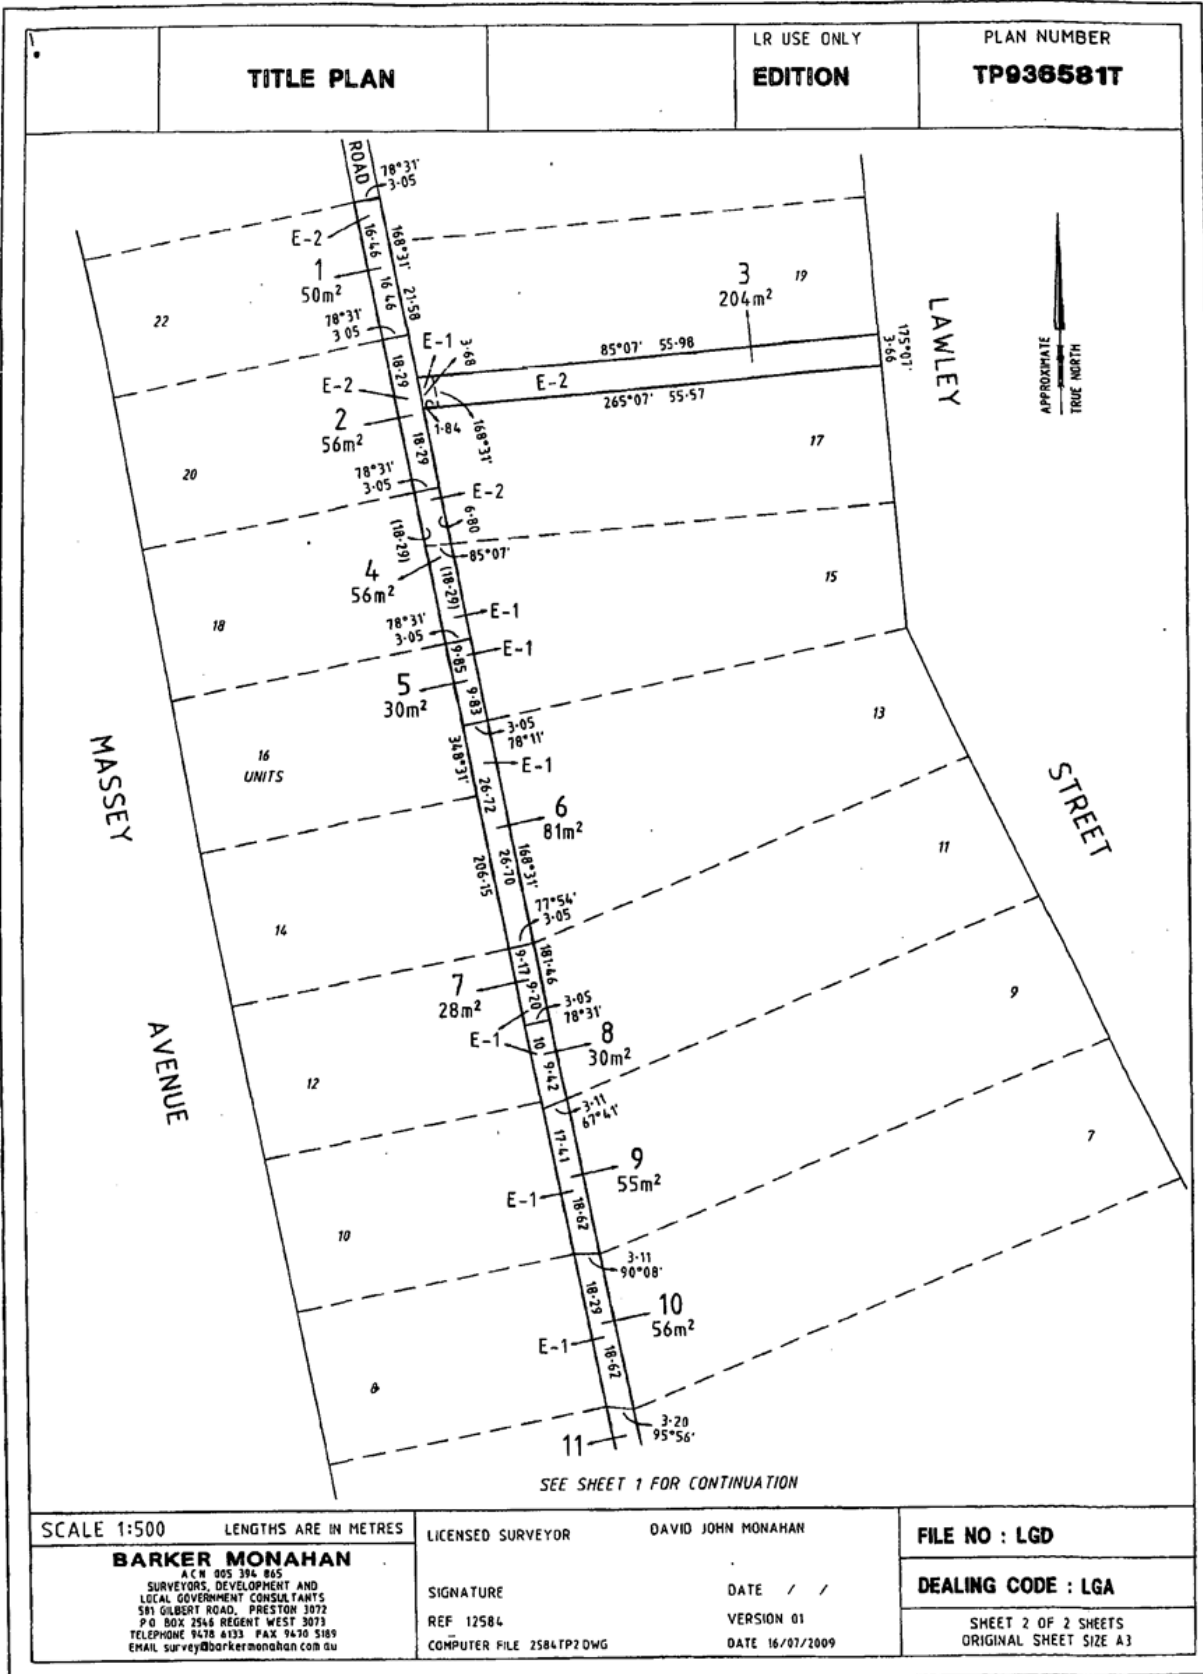 TITLE PLAN
LR USE ONLY
EDITION
PLAN NUMBER
TP936581T
ROAD
78°31'
3·05
E-2
16·46
168°31'
1
50m²
16 46
21·58
22
78°31'
3 05
3
204m²
19
LAWLEY
APPROXIMATE
TRUE NORTH
E-1
3·68
85°07' 55·98
175°07'
3·66
18·29
E-2
E-2
265°07' 55·57
2
56m²
1·84
168°31'
18·29
17
20
78°31'
3·05
E-2
6·80
(18·29)
85°07'
4
56m²
(18·29)
15
18
78°31'
3·05
E-1
9·85
E-1
5
30m²
9·83
3·05
78°11'
13
MASSEY
16
UNITS
348°31'
E-1
26·72
6
81m²
STREET
206·15
26·70
168°31'
11
14
77°54'
3·05
9·17
181·46
7
28m²
9·20
3·05
78°31'
9
E-1
10
8
30m²
AVENUE
12
9·42
3·11
67°41'
17·41
7
9
55m²
E-1
18·62
10
3·11
90°08'
18·29
10
56m²
E-1
18·62
8
3·20
95°56'
11
SEE SHEET 1 FOR CONTINUATION
SCALE 1:500
LENGTHS ARE IN METRES
BARKER MONAHAN
A C N 005 394 865
SURVEYORS, DEVELOPMENT AND
LOCAL GOVERNMENT CONSULTANTS
581 GILBERT ROAD, PRESTON 3072
P O BOX 2546 REGENT WEST 3073
TELEPHONE 9478 6133 FAX 9470 5189
EMAIL survey@barkermonahan com au
LICENSED SURVEYOR
DAVID JOHN MONAHAN
SIGNATURE
DATE / /
REF 12584
VERSION 01
COMPUTER FILE 2584TP2 DWG
DATE 16/07/2009
FILE NO : LGD
DEALING CODE : LGA
SHEET 2 OF 2 SHEETS
ORIGINAL SHEET SIZE A3